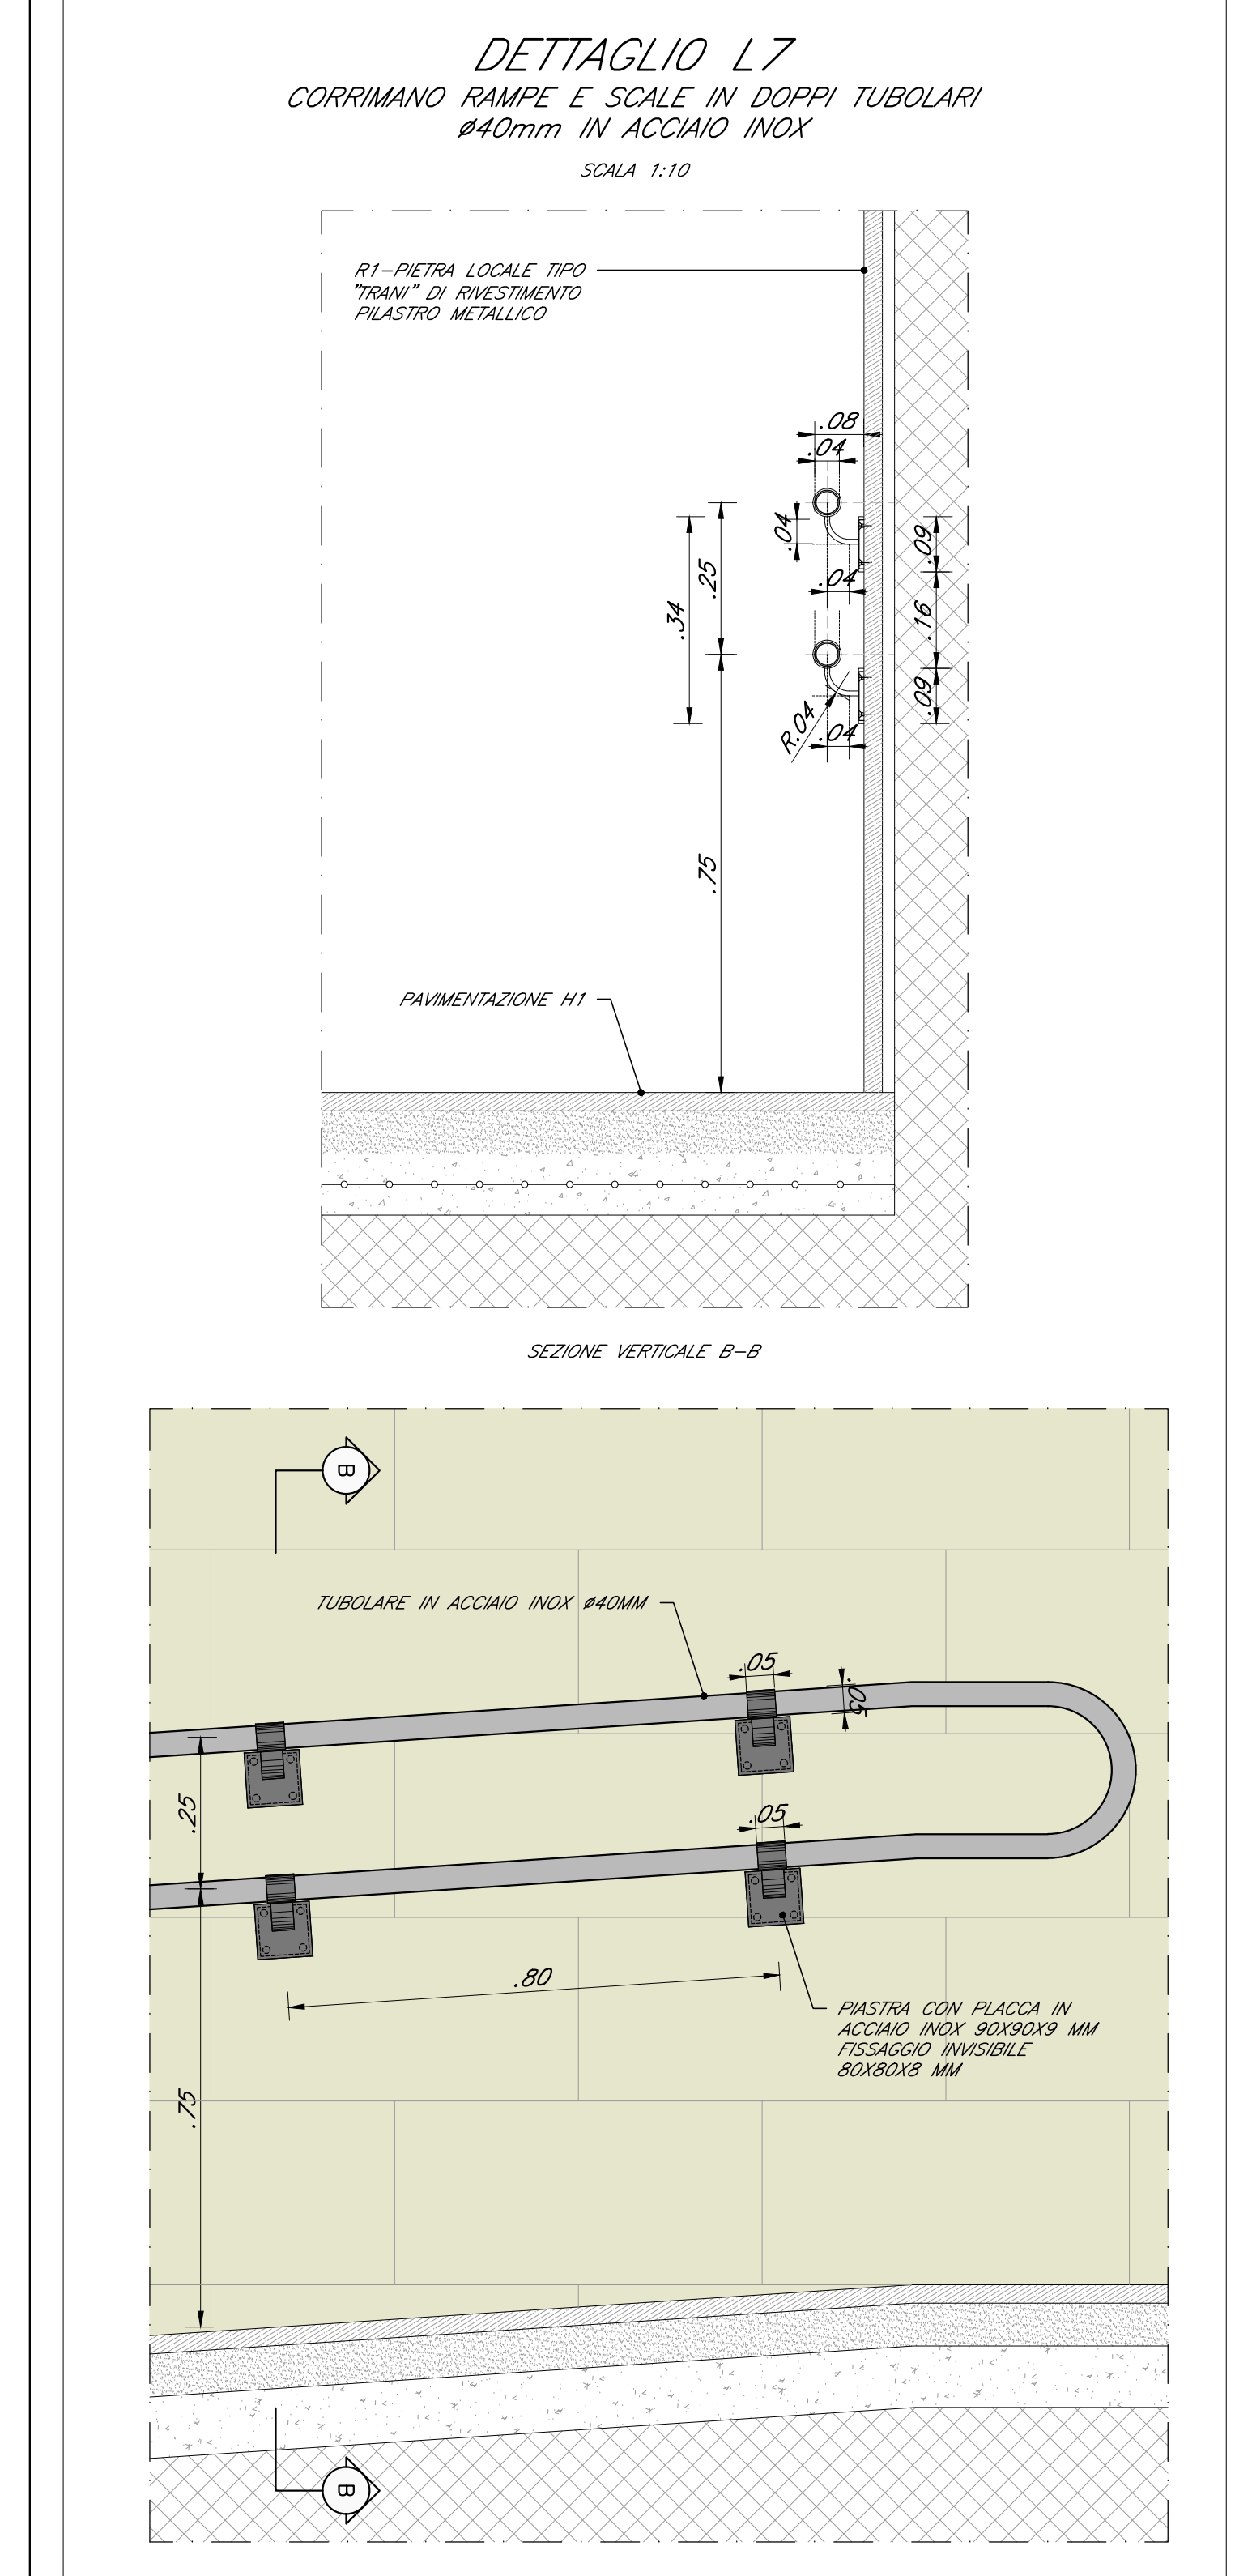 DETTAGLIO L7
CORRIMANO RAMPE E SCALE IN DOPPI TUBOLARI
ø40mm IN ACCIAIO INOX
SCALA 1:10
R1-PIETRA LOCALE TIPO
"TRANI" DI RIVESTIMENTO
PILASTRO METALLICO
.08
.04
.04
.09
.25
.04
.34
.16
.09
R.04
.04
.75
PAVIMENTAZIONE H1
SEZIONE VERTICALE B-B
B
TUBOLARE IN ACCIAIO INOX ø40MM
.05
.05
.25
.05
.80
PIASTRA CON PLACCA IN
ACCIAIO INOX 90X90X9 MM
FISSAGGIO INVISIBILE
80X80X8 MM
.75
B